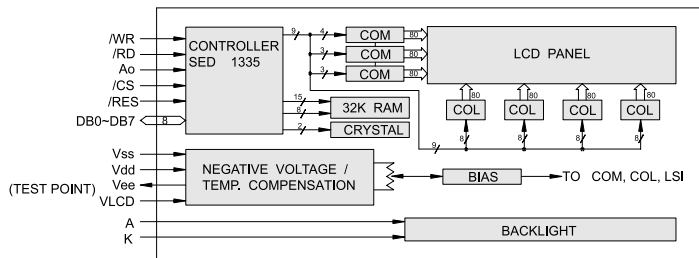 /WR
/RD
Ao
/CS
/RES
DB0~DB7
8
CONTROLLER
SED 1335
9
4
3
3
COM
COM
COM
80
80
80
LCD PANEL
80
80
80
80
COL
COL
COL
COL
8
8
8
8
9
15
8
2
32K RAM
CRYSTAL
Vss
Vdd
(TEST POINT)
Vee
VLCD
NEGATIVE VOLTAGE /
TEMP. COMPENSATION
BIAS
TO COM, COL, LSI
A
K
BACKLIGHT